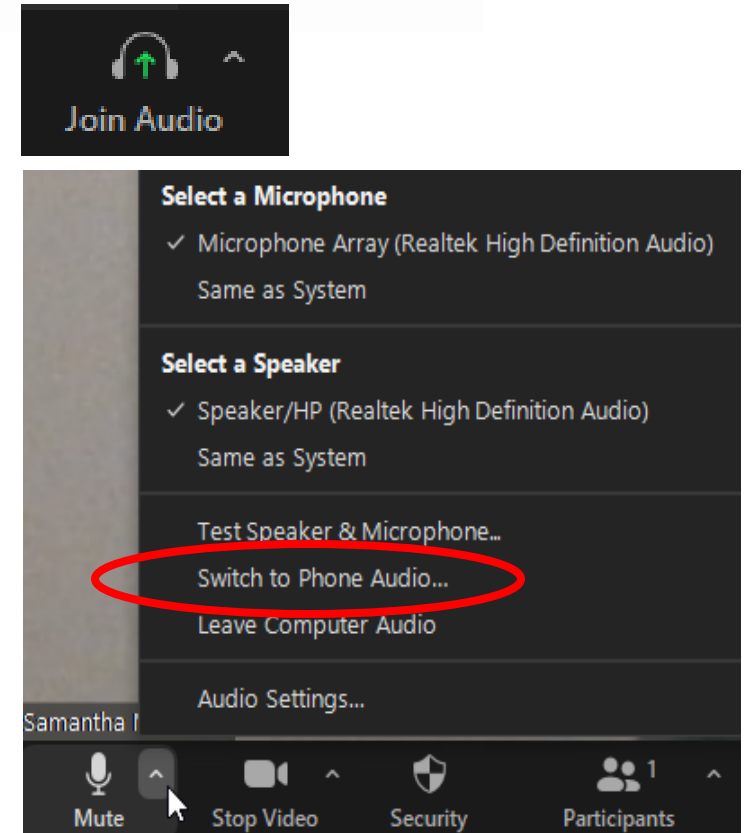 Join Audio
Select a Microphone
Microphone Array (Realtek High Definition Audio)
Same as System
Select a Speaker
Speaker/HP (Realtek High Definition Audio)
Same as System
Test Speaker & Microphone...
Switch to Phone Audio...
Leave Computer Audio
Audio Settings...
Samantha
1
Mute Stop Video Security Participants